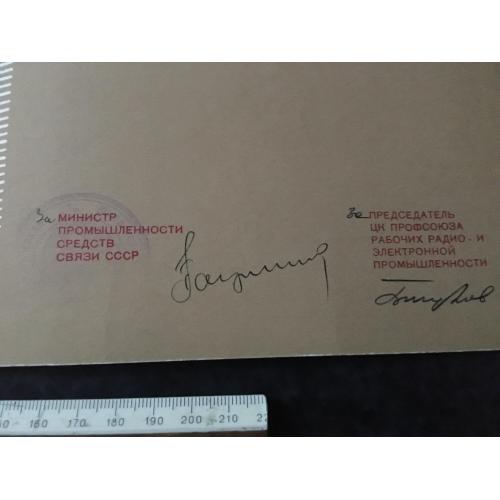 За МИНИСТР
ПРОМЫШЛЕННОСТИ
СРЕДСТВ
СВЯЗИ СССР
За ПРЕДСЕДАТЕЛЬ
ЦК ПРОФСОЮЗА
РАБОЧИХ РАДИО - И
ЭЛЕКТРОННОЙ
ПРОМЫШЛЕННОСТИ
160 170 180 190 200 210